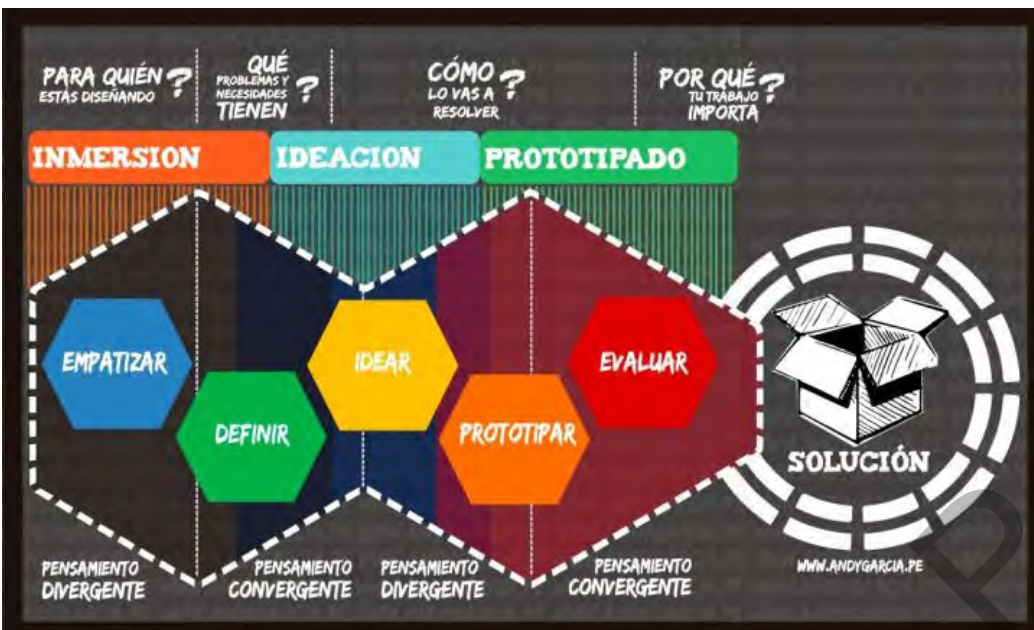 PARA QUIÉN ?
ESTÁS DISEÑANDO
QUÉ
PROBLEMAS Y
NECESIDADES ?
TIENEN
CÓMO ?
LO VAS A
RESOLVER
POR QUÉ ?
TU TRABAJO
IMPORTA
INMERSION
IDEACION
PROTOTIPADO
EMPATIZAR
DEFINIR
IDEAR
PROTOTIPAR
EVALUAR
SOLUCIÓN
PENSAMIENTO
DIVERGENTE
PENSAMIENTO
CONVERGENTE
PENSAMIENTO
DIVERGENTE
PENSAMIENTO
CONVERGENTE
WWW.ANDYGARCIA.PE